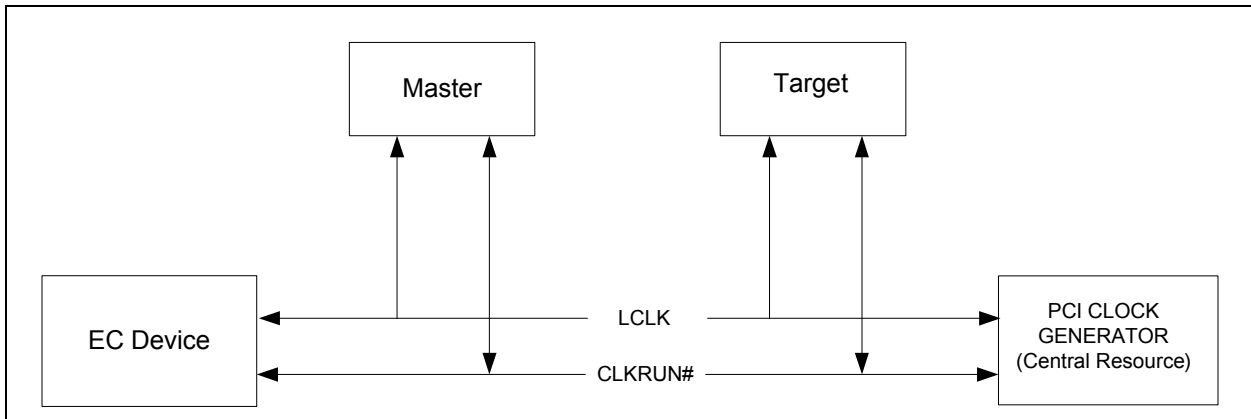 Master
Target
EC Device
LCLK
CLKRUN#
PCI CLOCK
GENERATOR
(Central Resource)